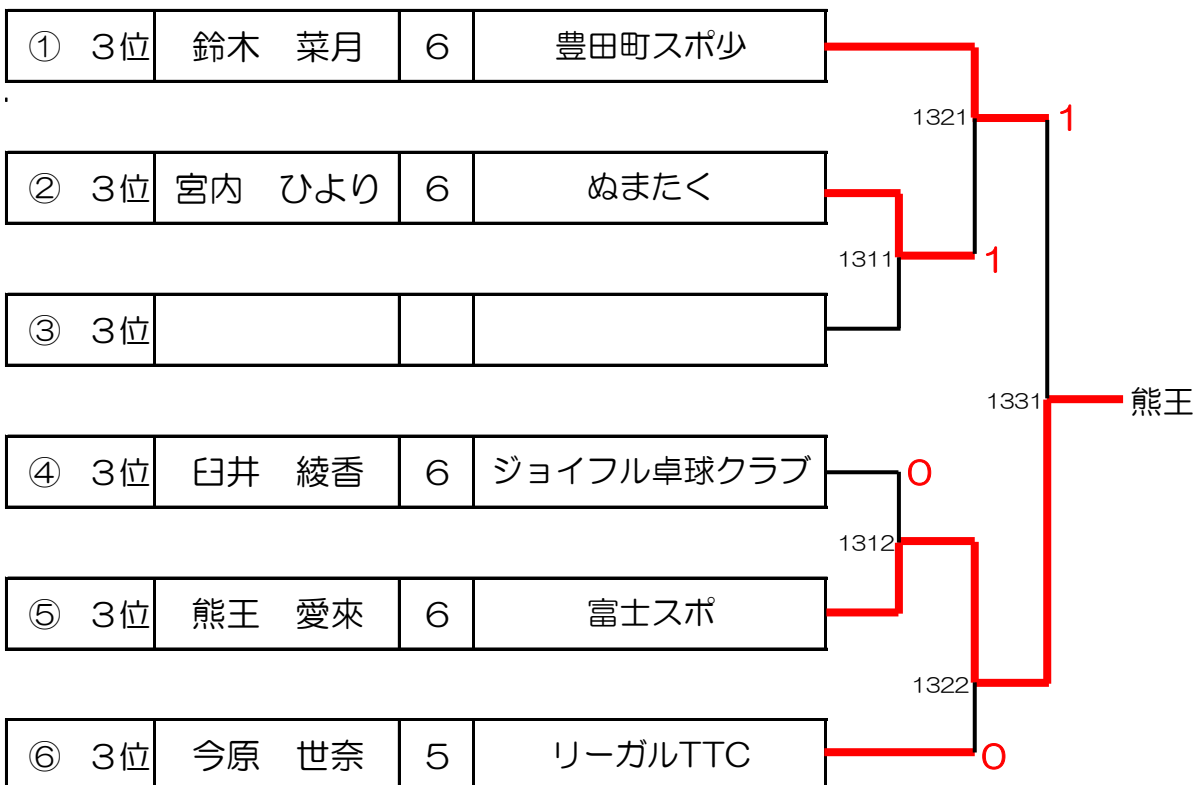 ① 3位 鈴木 菜月 6 豊田町スポ少
1321 1
② 3位 宮内 ひより 6 ぬまたく
1311 1
③ 3位
1331 熊王
④ 3位 臼井 綾香 6 ジョイフル卓球クラブ 0
1312
⑤ 3位 熊王 愛來 6 富士スポ
1322
⑥ 3位 今原 世奈 5 リーガルTTC 0